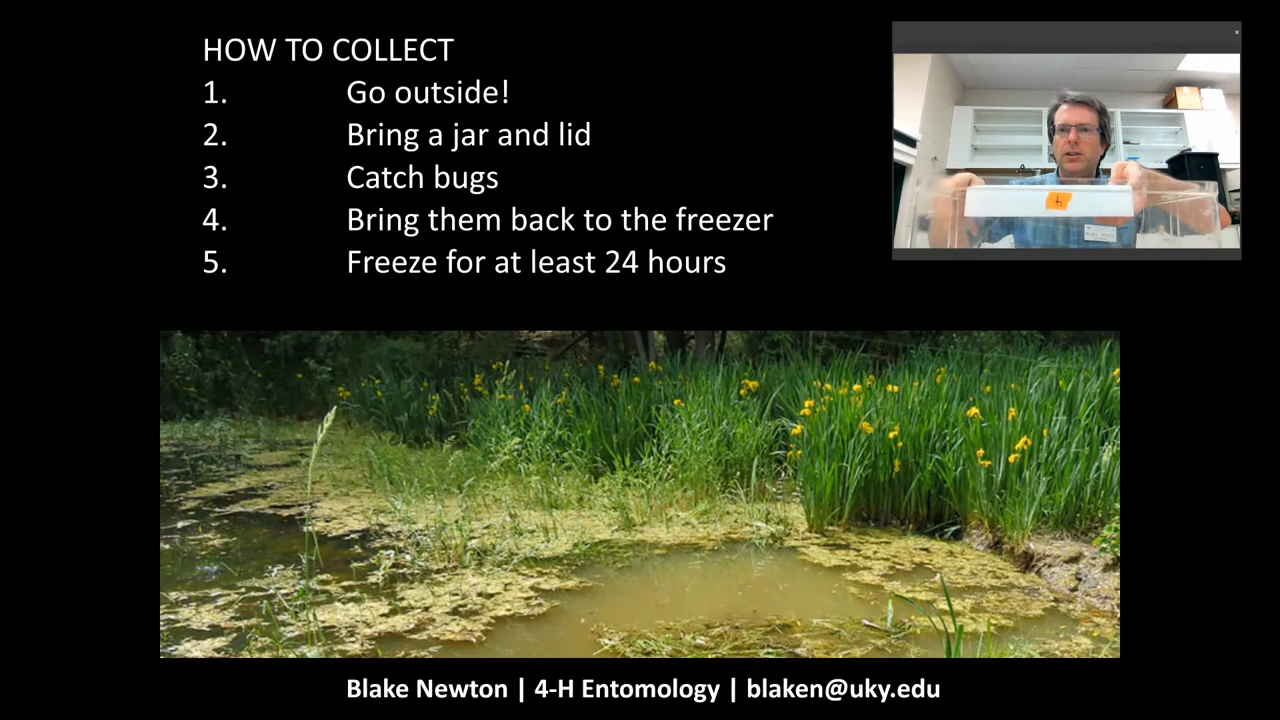 HOW TO COLLECT
1. Go outside!
2. Bring a jar and lid
3. Catch bugs
4. Bring them back to the freezer
5. Freeze for at least 24 hours
Blake Newton | 4-H Entomology | blaken@uky.edu